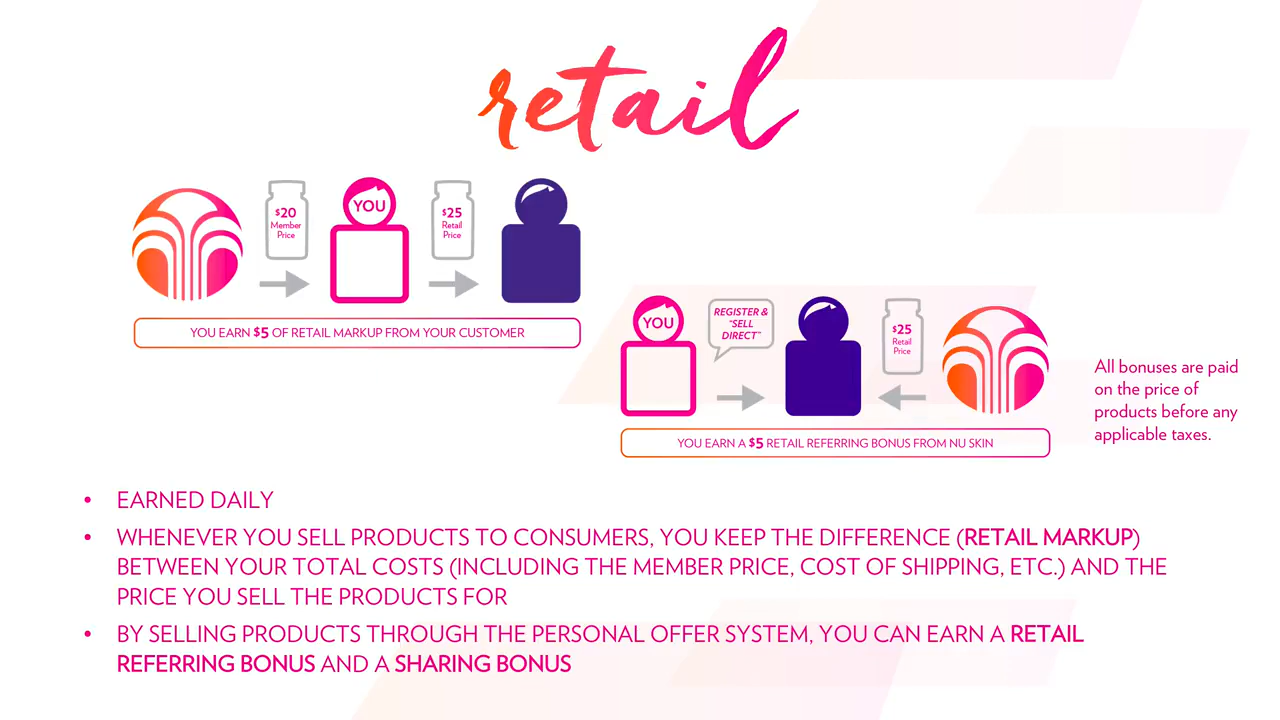 retail
$20
Member
Price
YOU
$25
Retail
Price
YOU EARN $5 OF RETAIL MARKUP FROM YOUR CUSTOMER
YOU
REGISTER &
“SELL
DIRECT”
$25
Retail
Price
YOU EARN A $5 RETAIL REFERRING BONUS FROM NU SKIN
All bonuses are paid
on the price of
products before any
applicable taxes.
• EARNED DAILY
• WHENEVER YOU SELL PRODUCTS TO CONSUMERS, YOU KEEP THE DIFFERENCE (RETAIL MARKUP)
BETWEEN YOUR TOTAL COSTS (INCLUDING THE MEMBER PRICE, COST OF SHIPPING, ETC.) AND THE
PRICE YOU SELL THE PRODUCTS FOR
• BY SELLING PRODUCTS THROUGH THE PERSONAL OFFER SYSTEM, YOU CAN EARN A RETAIL
REFERRING BONUS AND A SHARING BONUS